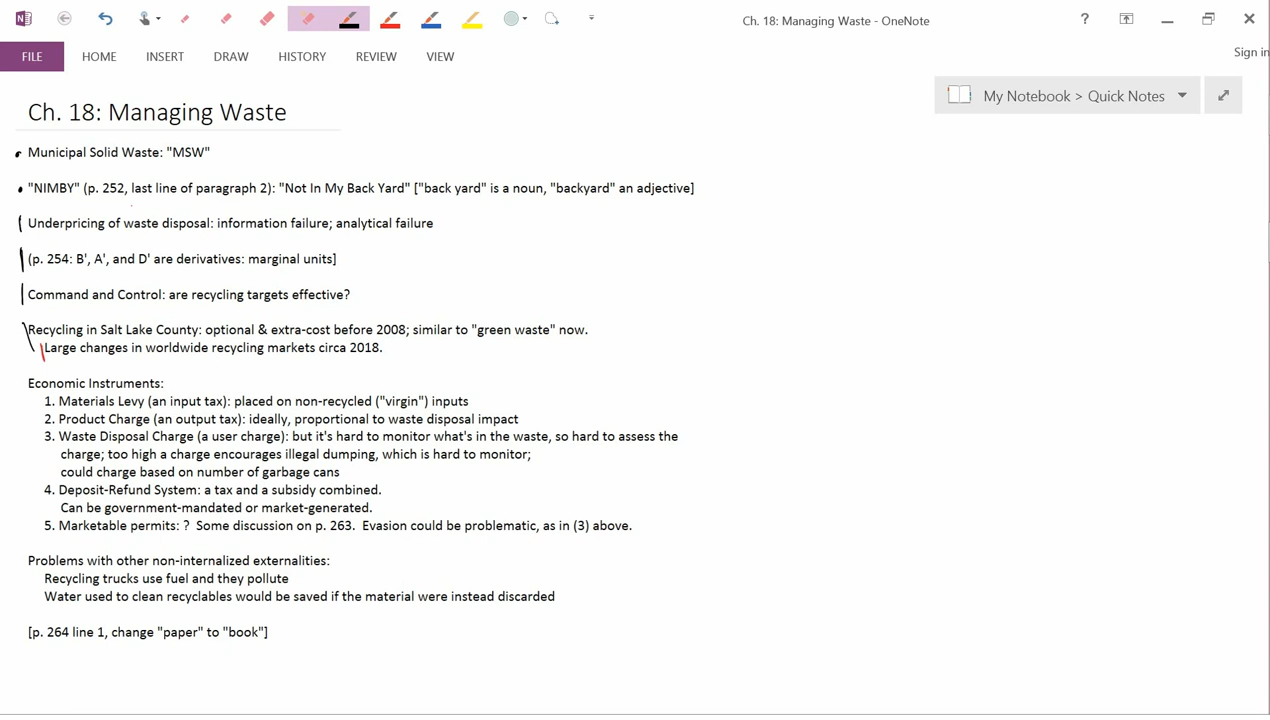 Ch. 18: Managing Waste - OneNote
?
FILE
HOME
INSERT
DRAW
HISTORY
REVIEW
VIEW
Sign in
My Notebook > Quick Notes
Ch. 18: Managing Waste
Municipal Solid Waste: "MSW"
"NIMBY" (p. 252, last line of paragraph 2): "Not In My Back Yard" ["back yard" is a noun, "backyard" an adjective]
Underpricing of waste disposal: information failure; analytical failure
(p. 254: B', A', and D' are derivatives: marginal units]
Command and Control: are recycling targets effective?
Recycling in Salt Lake County: optional & extra-cost before 2008; similar to "green waste" now.
Large changes in worldwide recycling markets circa 2018.
Economic Instruments:
1. Materials Levy (an input tax): placed on non-recycled ("virgin") inputs
2. Product Charge (an output tax): ideally, proportional to waste disposal impact
3. Waste Disposal Charge (a user charge): but it's hard to monitor what's in the waste, so hard to assess the
charge; too high a charge encourages illegal dumping, which is hard to monitor;
could charge based on number of garbage cans
4. Deposit-Refund System: a tax and a subsidy combined.
Can be government-mandated or market-generated.
5. Marketable permits: ?  Some discussion on p. 263.  Evasion could be problematic, as in (3) above.
Problems with other non-internalized externalities:
Recycling trucks use fuel and they pollute
Water used to clean recyclables would be saved if the material were instead discarded
[p. 264 line 1, change "paper" to "book"]